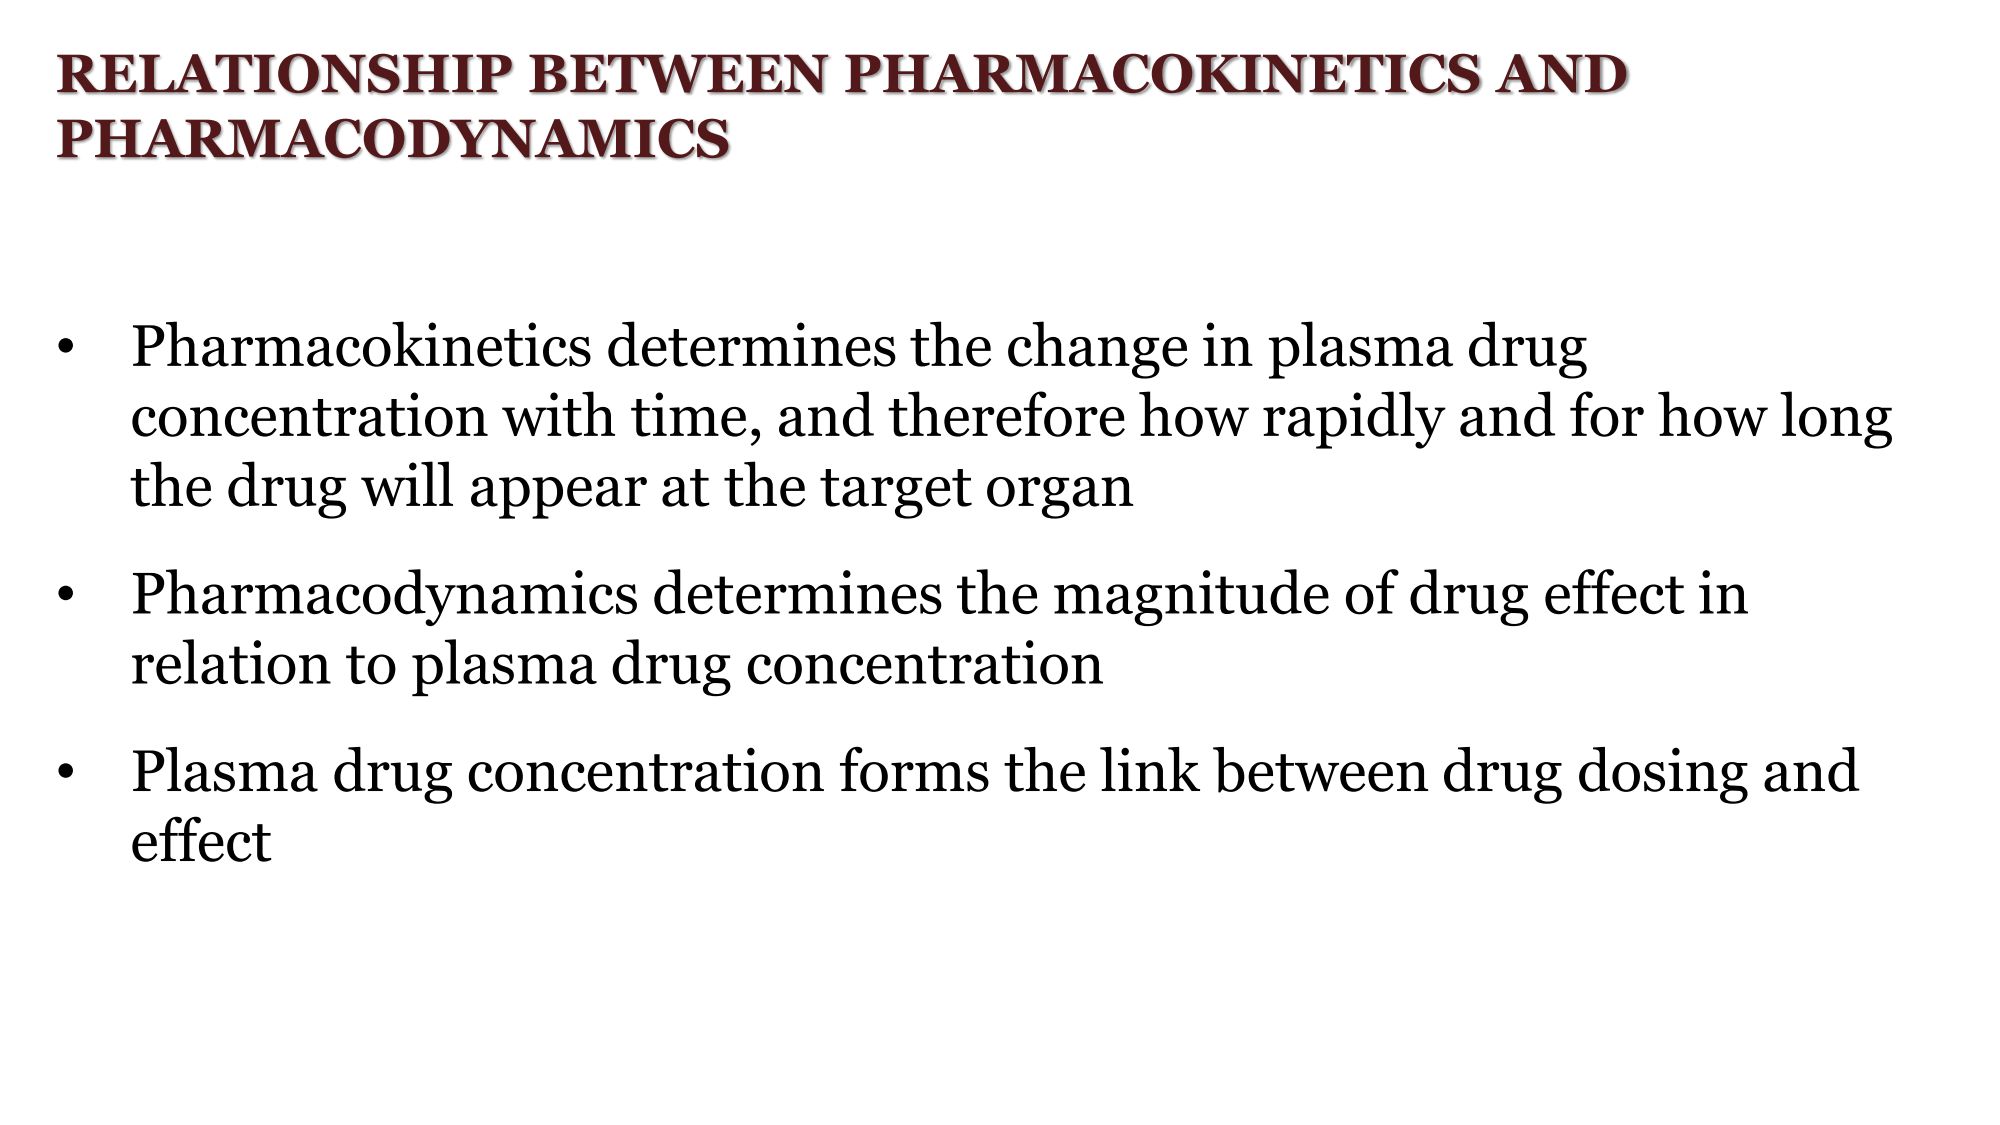 RELATIONSHIP BETWEEN PHARMACOKINETICS AND
PHARMACODYNAMICS
• Pharmacokinetics determines the change in plasma drug
concentration with time, and therefore how rapidly and for how long
the drug will appear at the target organ
• Pharmacodynamics determines the magnitude of drug effect in
relation to plasma drug concentration
• Plasma drug concentration forms the link between drug dosing and
effect